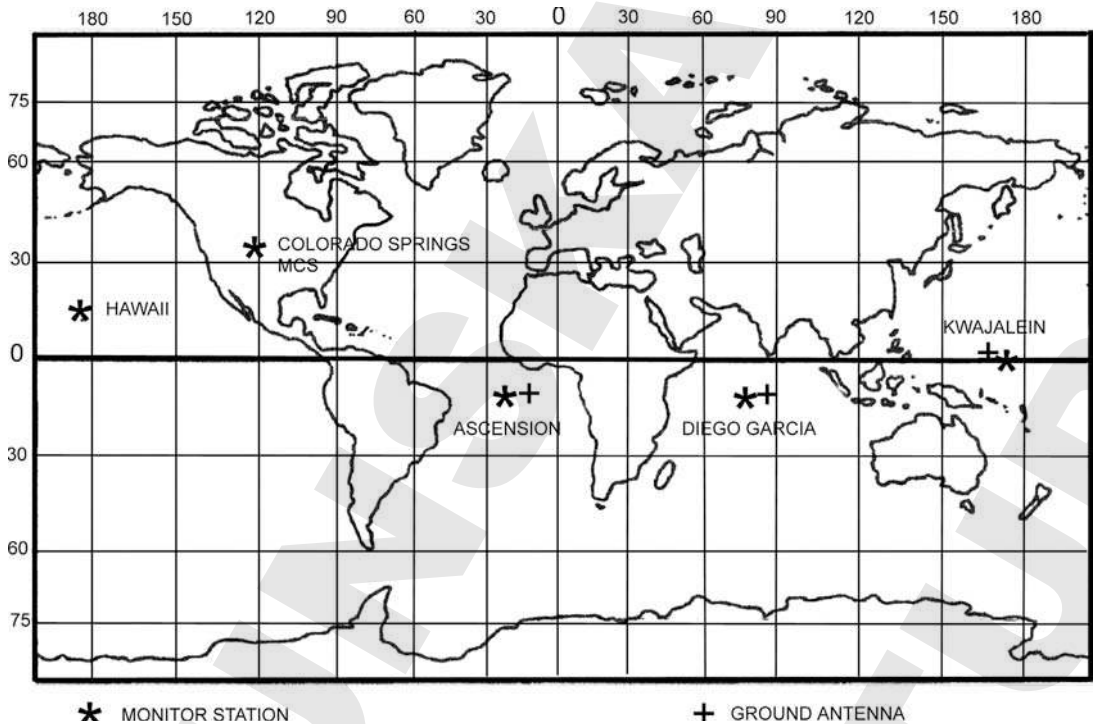 180 150 120 90 60 30 0 30 60 90 120 150 180
75
60
COLORADO SPRINGS
MCS
30
HAWAII
KWAJALEIN
0
ASCENSION
DIEGO GARCIA
30
60
75
MONITOR STATION
GROUND ANTENNA